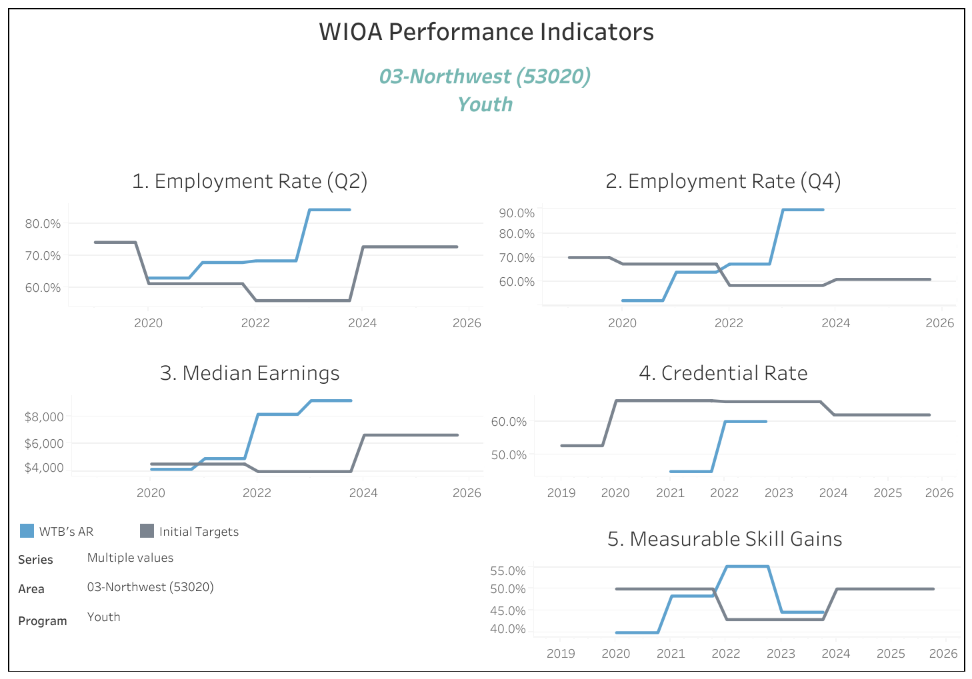 WIOA Performance Indicators
03-Northwest (53020)
Youth
1. Employment Rate (Q2)
80.0%
70.0%
60.0%
2020 2022 2024 2026
2. Employment Rate (Q4)
90.0%
80.0%
70.0%
60.0%
2020 2022 2024 2026
3. Median Earnings
$8,000
$6,000
$4,000
2020 2022 2024 2026
4. Credential Rate
60.0%
50.0%
2019 2020 2021 2022 2023 2024 2025 2026
WTB's AR Initial Targets
Series Multiple values
Area 03-Northwest (53020)
Program Youth
5. Measurable Skill Gains
55.0%
50.0%
45.0%
40.0%
2019 2020 2021 2022 2023 2024 2025 2026